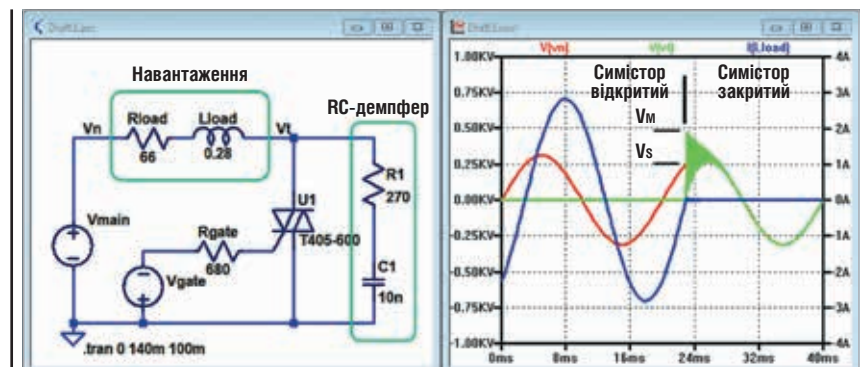 Draft1.asc
Навантаження
RC-демпфер
Rload
Lload
Vn
Vt
66
0.28
R1
270
U1
T405-600
Vmain
Rgate
680
Vgate
C1
10n
.tran 0 140m 100m
V(vn)
V(vt)
I(Lload)
1.00KV
0.75KV
0.50KV
0.25KV
0.00KV
-0.25KV
-0.50KV
-0.75KV
-1.00KV
Симістор відкритий
Симістор закритий
VM
VS
4A
3A
2A
1A
0A
-1A
-2A
-3A
-4A
0ms
8ms
16ms
24ms
32ms
40ms